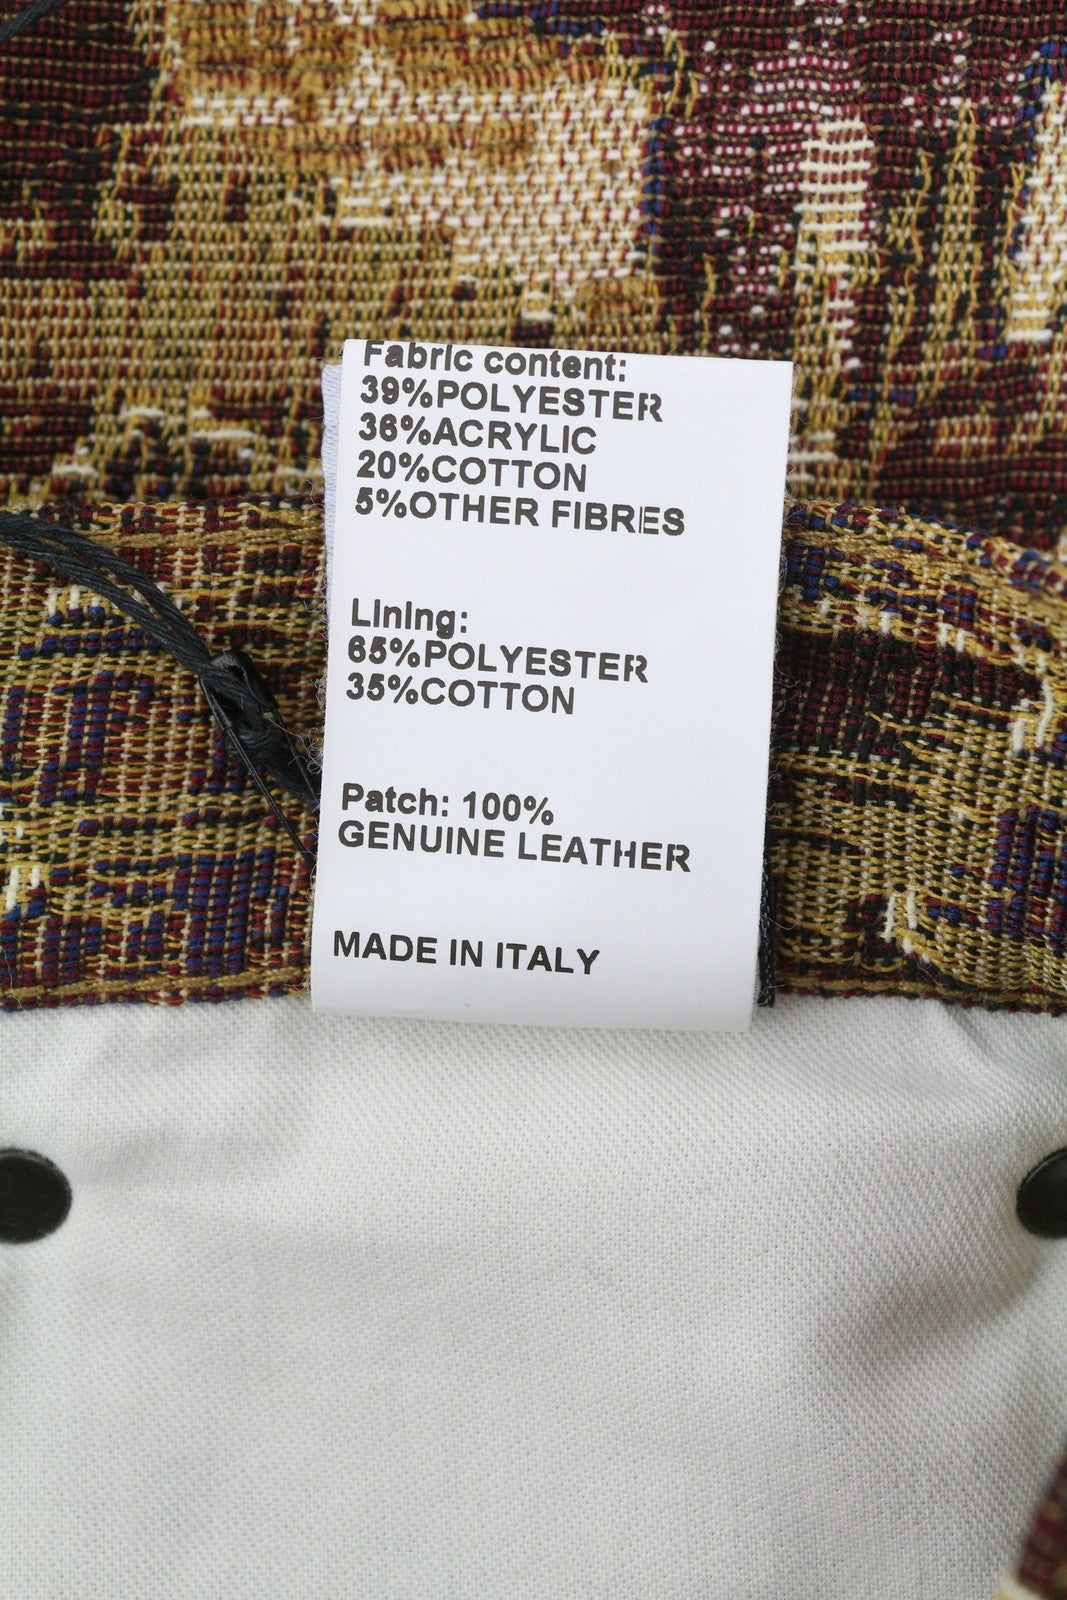 Fabric content:
39%POLYESTER
36%ACRYLIC
20%COTTON
5%OTHER FIBRES
Lining:
65%POLYESTER
35%COTTON
Patch: 100%
GENUINE LEATHER
MADE IN ITALY